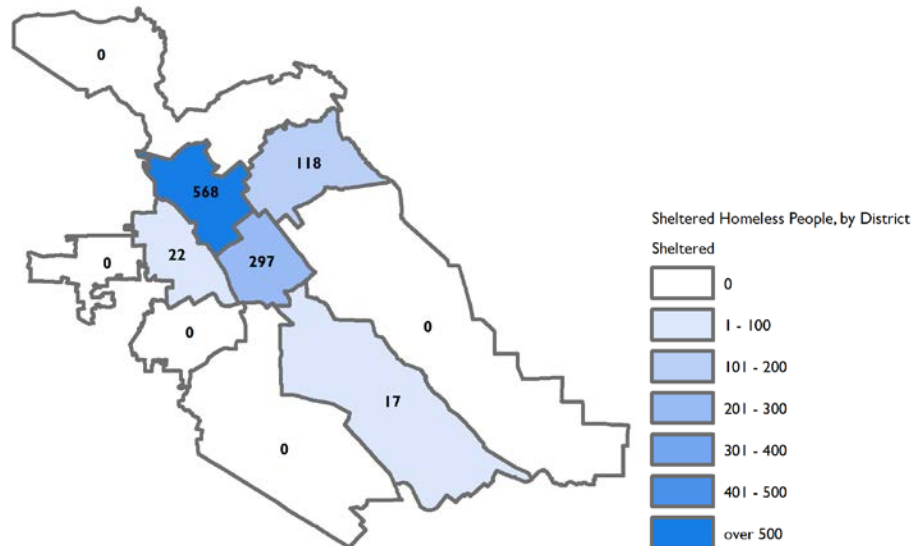 0
118
568
Sheltered Homeless People, by District
Sheltered
22
297
0
0
1 - 100
0
0
101 - 200
17
201 - 300
0
301 - 400
401 - 500
over 500